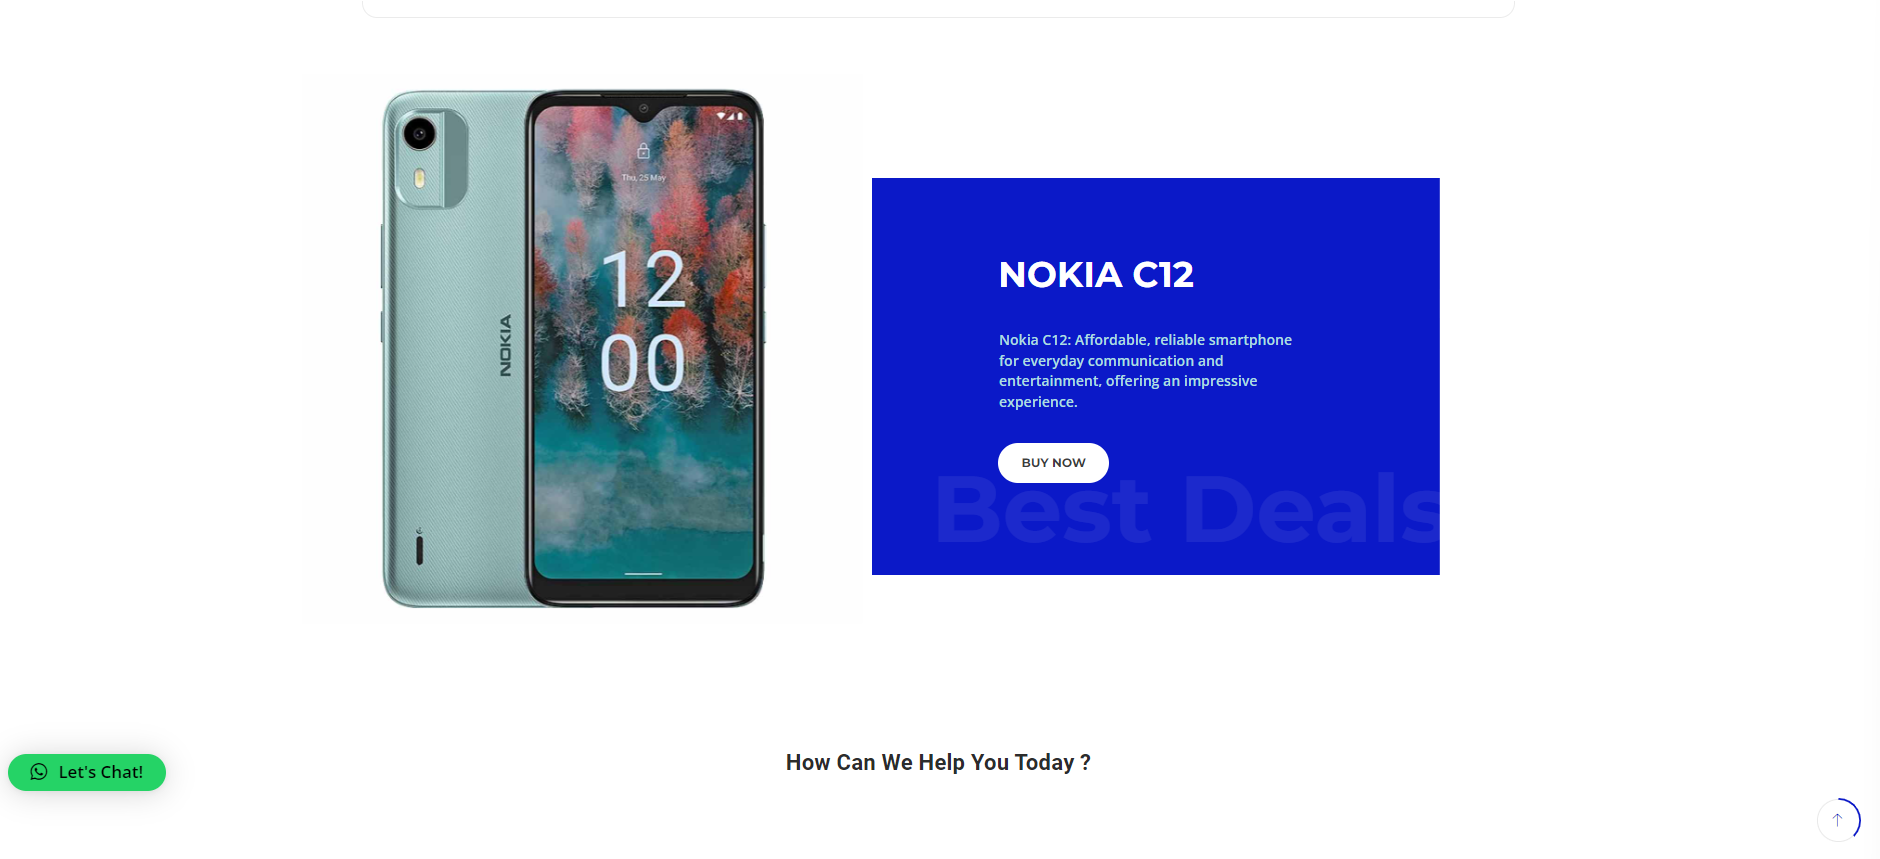 Thu, 25 May
12
00
NOKIA
NOKIA C12
Nokia C12: Affordable, reliable smartphone
for everyday communication and
entertainment, offering an impressive
experience.
BUY NOW
Best Deals
How Can We Help You Today ?
Let's Chat!